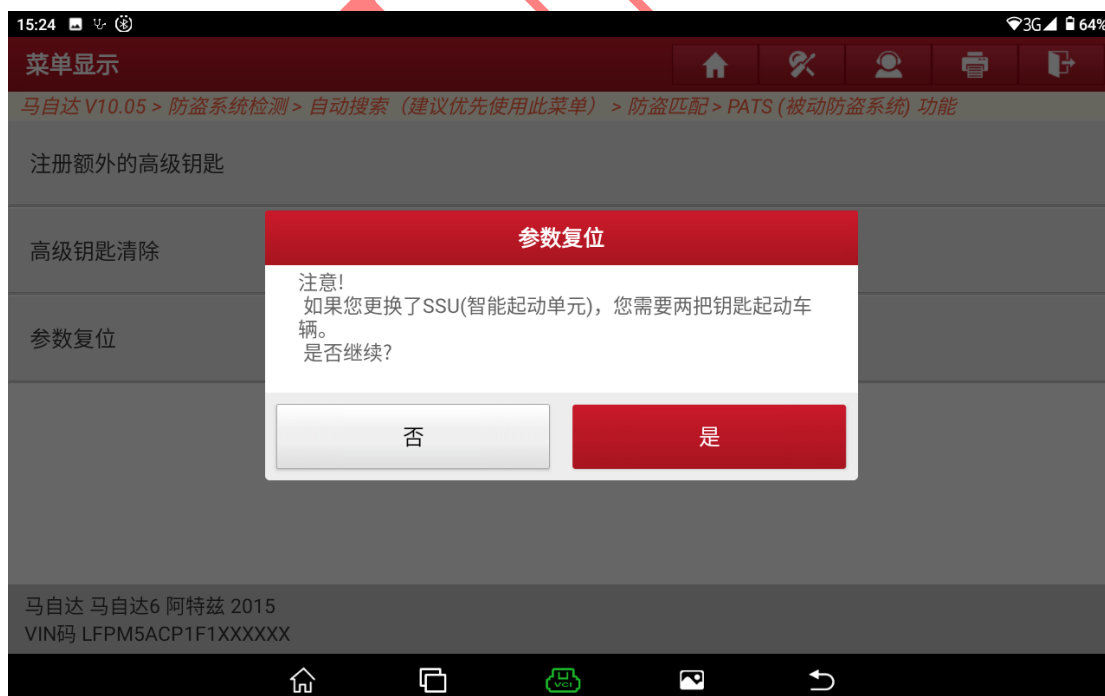 15:24
3G 64%
菜单显示
马自达 V10.05 > 防盗系统检测 > 自动搜索（建议优先使用此菜单） > 防盗匹配 > PATS (被动防盗系统) 功能
注册额外的高级钥匙
高级钥匙清除
参数复位
参数复位
注意!
如果您更换了SSU(智能起动单元)，您需要两把钥匙起动车
辆。
是否继续?
否
是
马自达 马自达6 阿特兹 2015
VIN码 LFPM5ACP1F1XXXXXX
VCI